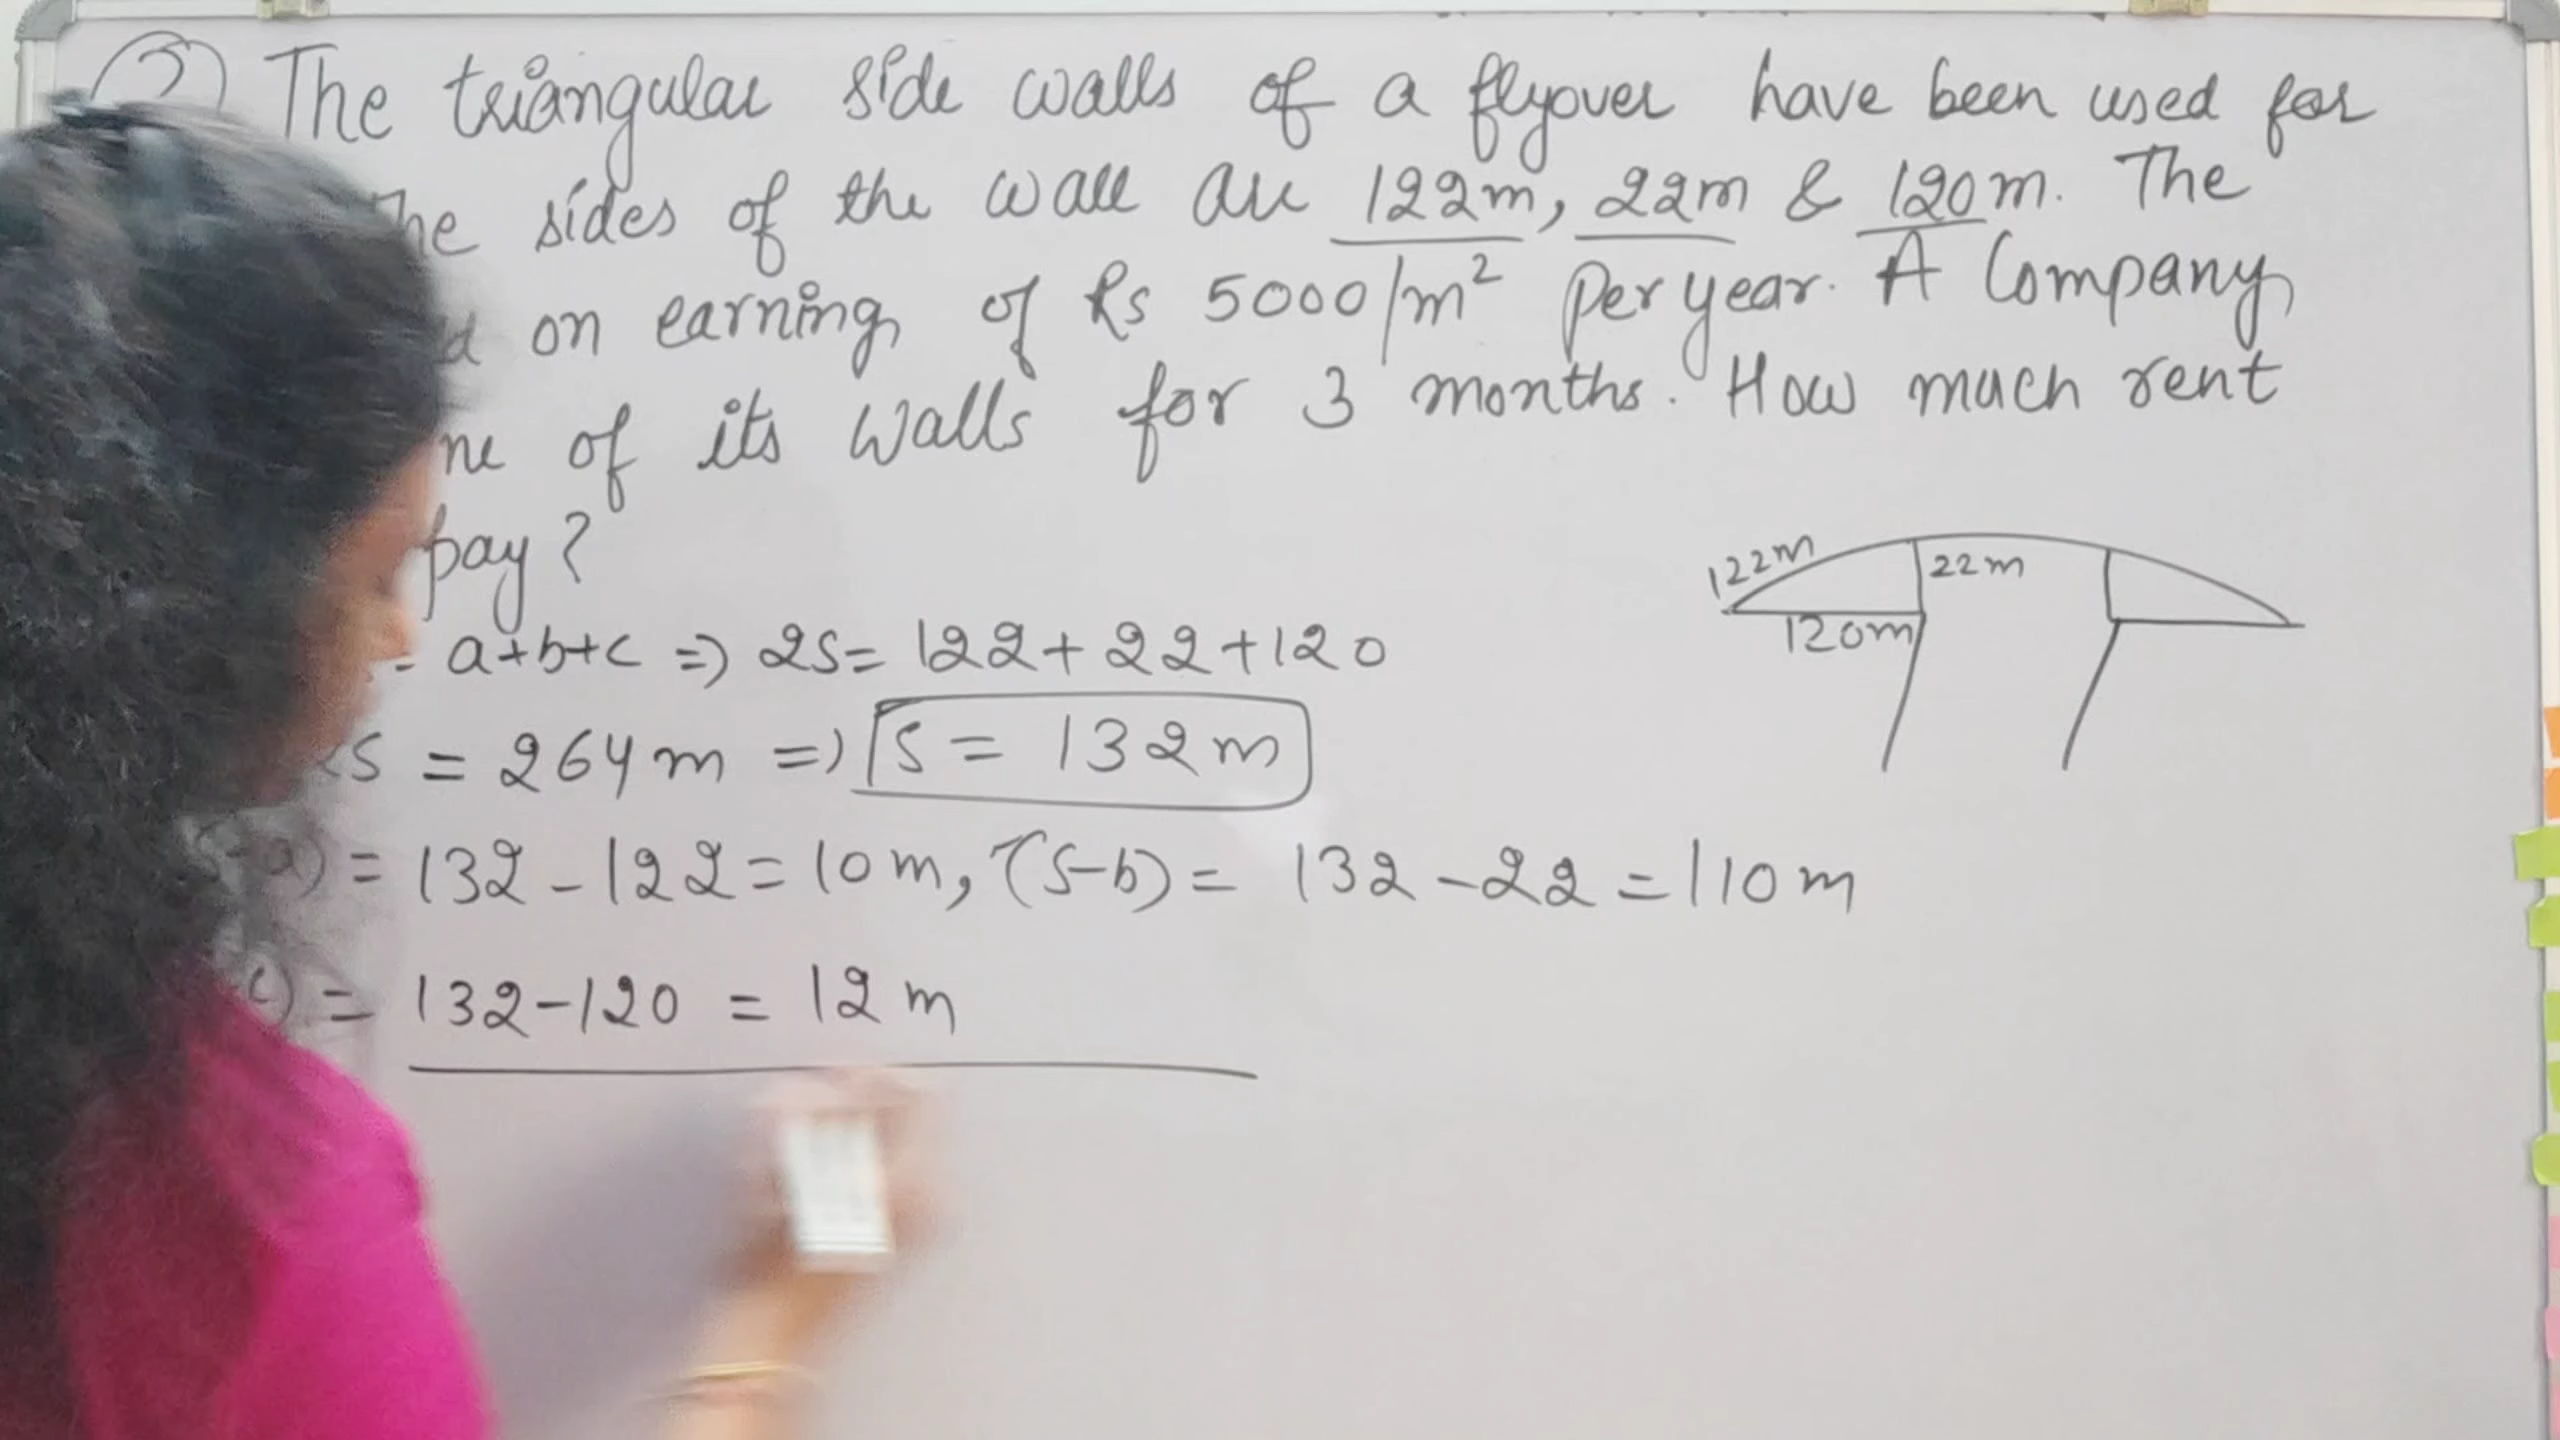 ② The triangular side walls of a flyover have been used for
he sides of the wall are 122m, 22m & 120m. The
on earning of Rs 5000/m² per year. A Company
ne of its walls for 3 months. How much rent
pay?
122m
22m
120m
= a+b+c ⇒ 2S = 122+22+120
2S = 264m ⇒ S = 132m
-a) = 132-122 = 10m, (S-b) = 132-22 = 110m
c) = 132-120 = 12m